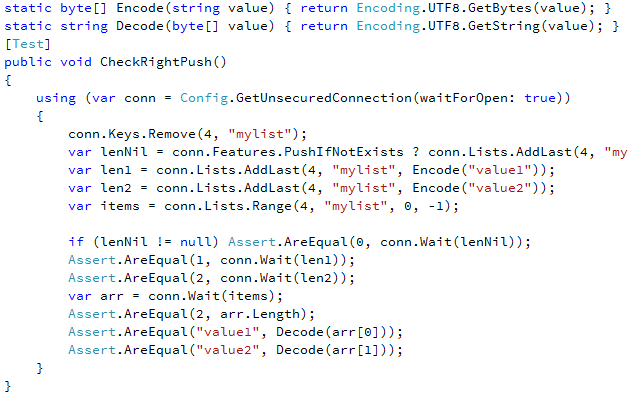 static byte[] Encode(string value) { return Encoding.UTF8.GetBytes(value); }
static string Decode(byte[] value) { return Encoding.UTF8.GetString(value); }
[Test]
public void CheckRightPush()
{
    using (var conn = Config.GetUnsecuredConnection(waitForOpen: true))
    {
        conn.Keys.Remove(4, "mylist");
        var lenNil = conn.Features.PushIfNotExists ? conn.Lists.AddLast(4, "my
        var len1 = conn.Lists.AddLast(4, "mylist", Encode("value1"));
        var len2 = conn.Lists.AddLast(4, "mylist", Encode("value2"));
        var items = conn.Lists.Range(4, "mylist", 0, -1);

        if (lenNil != null) Assert.AreEqual(0, conn.Wait(lenNil));
        Assert.AreEqual(1, conn.Wait(len1));
        Assert.AreEqual(2, conn.Wait(len2));
        var arr = conn.Wait(items);
        Assert.AreEqual(2, arr.Length);
        Assert.AreEqual("value1", Decode(arr[0]));
        Assert.AreEqual("value2", Decode(arr[1]));
    }
}